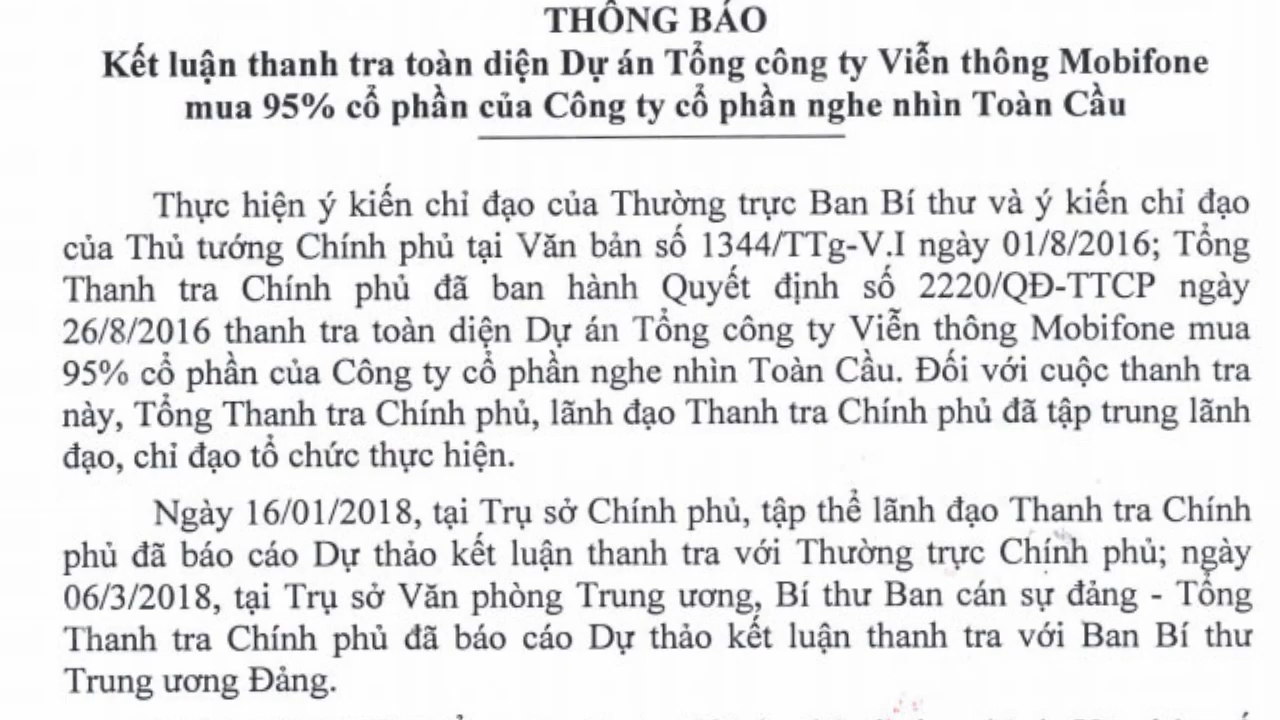 THÔNG BÁO
Kết luận thanh tra toàn diện Dự án Tổng công ty Viễn thông Mobifone
mua 95% cổ phần của Công ty cổ phần nghe nhìn Toàn Cầu
Thực hiện ý kiến chỉ đạo của Thường trực Ban Bí thư và ý kiến chỉ đạo
của Thủ tướng Chính phủ tại Văn bản số 1344/TTg-V.I ngày 01/8/2016; Tổng
Thanh tra Chính phủ đã ban hành Quyết định số 2220/QĐ-TTCP ngày
26/8/2016 thanh tra toàn diện Dự án Tổng công ty Viễn thông Mobifone mua
95% cổ phần của Công ty cổ phần nghe nhìn Toàn Cầu. Đối với cuộc thanh tra
này, Tổng Thanh tra Chính phủ, lãnh đạo Thanh tra Chính phủ đã tập trung lãnh
đạo, chỉ đạo tổ chức thực hiện.
Ngày 16/01/2018, tại Trụ sở Chính phủ, tập thể lãnh đạo Thanh tra Chính
phủ đã báo cáo Dự thảo kết luận thanh tra với Thường trực Chính phủ; ngày
06/3/2018, tại Trụ sở Văn phòng Trung ương, Bí thư Ban cán sự đảng - Tổng
Thanh tra Chính phủ đã báo cáo Dự thảo kết luận thanh tra với Ban Bí thư
Trung ương Đảng.